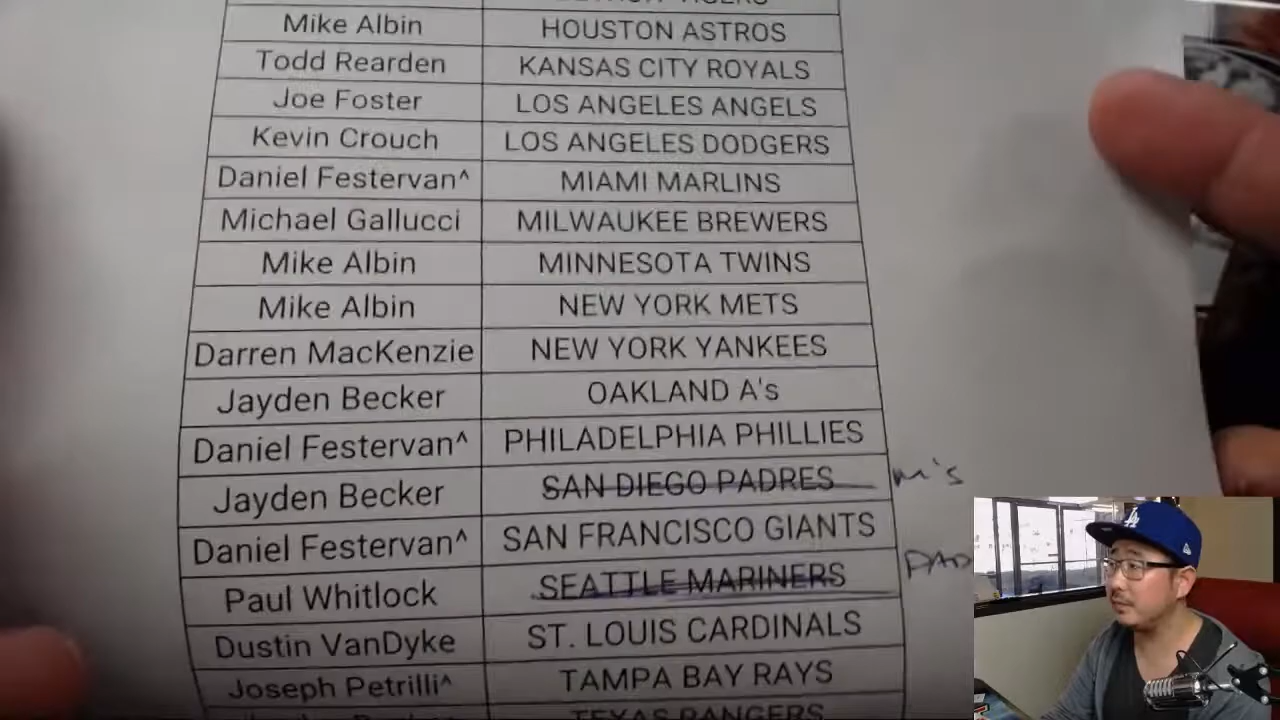 Mike Albin HOUSTON ASTROS
Todd Rearden KANSAS CITY ROYALS
Joe Foster LOS ANGELES ANGELS
Kevin Crouch LOS ANGELES DODGERS
Daniel Festervan^ MIAMI MARLINS
Michael Gallucci MILWAUKEE BREWERS
Mike Albin MINNESOTA TWINS
Mike Albin NEW YORK METS
Darren MacKenzie NEW YORK YANKEES
Jayden Becker OAKLAND A's
Daniel Festervan^ PHILADELPHIA PHILLIES
Jayden Becker SAN DIEGO PADRES M's
Daniel Festervan^ SAN FRANCISCO GIANTS
Paul Whitlock SEATTLE MARINERS PAD
Dustin VanDyke ST. LOUIS CARDINALS
Joseph Petrilli^ TAMPA BAY RAYS
TEXAS RANGERS
LA